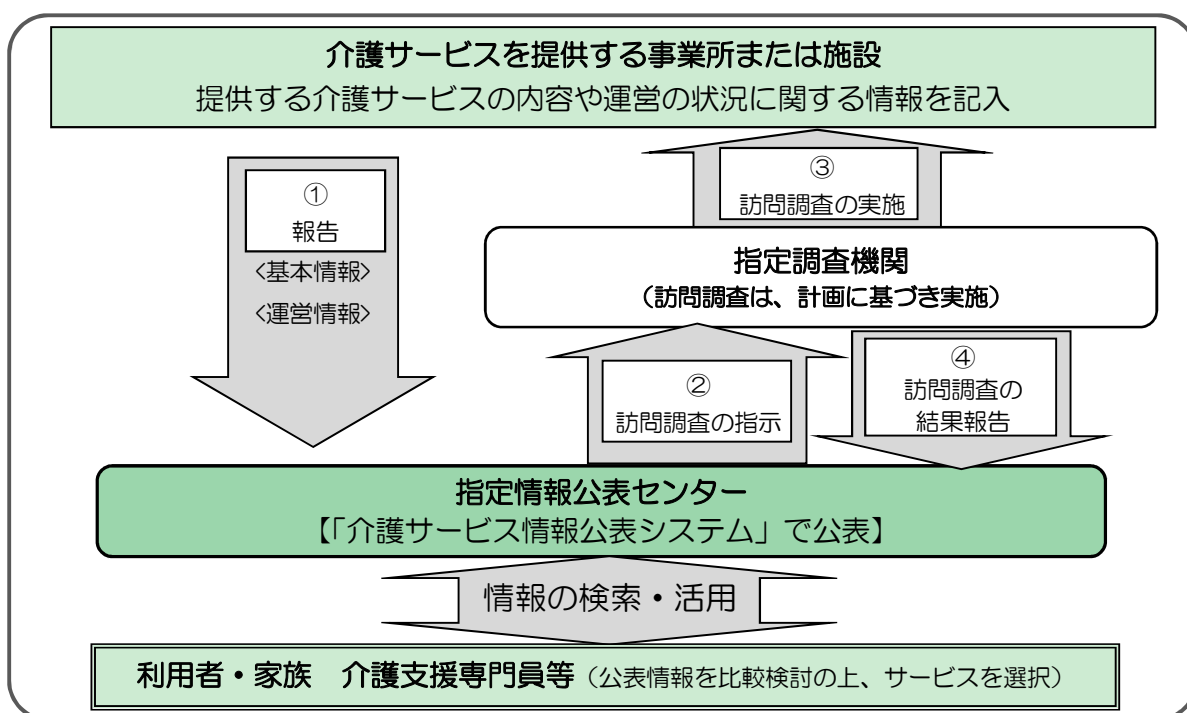 介護サービスを提供する事業所または施設
提供する介護サービスの内容や運営の状況に関する情報を記入
①
報告
<基本情報>
<運営情報>
③
訪問調査の実施
指定調査機関
（訪問調査は、計画に基づき実施）
②
訪問調査の指示
④
訪問調査の
結果報告
指定情報公表センター
【「介護サービス情報公表システム」で公表】
情報の検索・活用
利用者・家族　介護支援専門員等（公表情報を比較検討の上、サービスを選択）